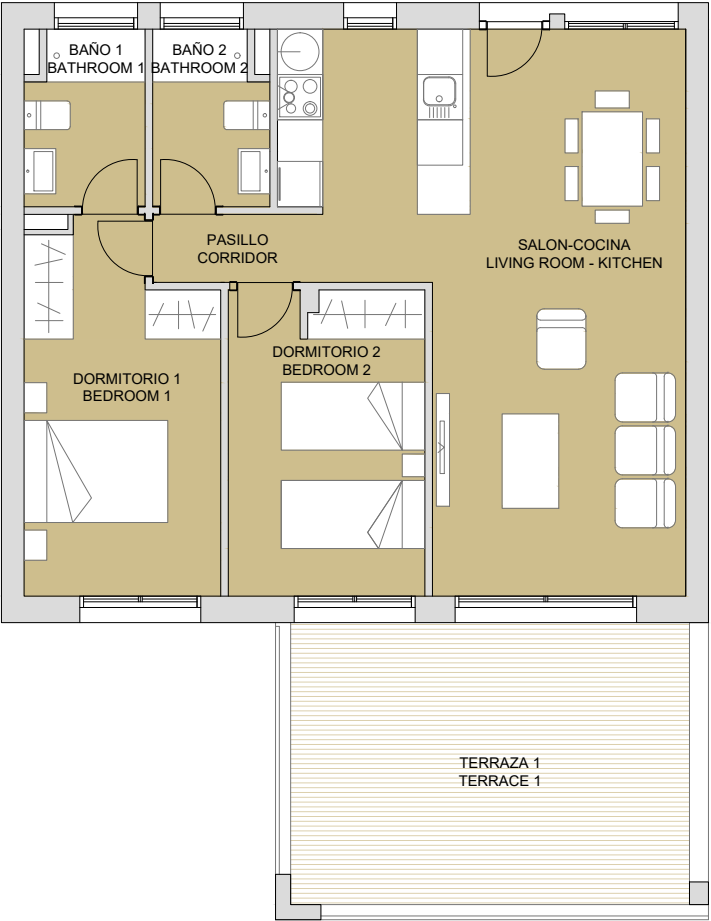 BAÑO 1
BATHROOM 1
BAÑO 2
BATHROOM 2
PASILLO
CORRIDOR
SALON-COCINA
LIVING ROOM - KITCHEN
DORMITORIO 1
BEDROOM 1
DORMITORIO 2
BEDROOM 2
TERRAZA 1
TERRACE 1